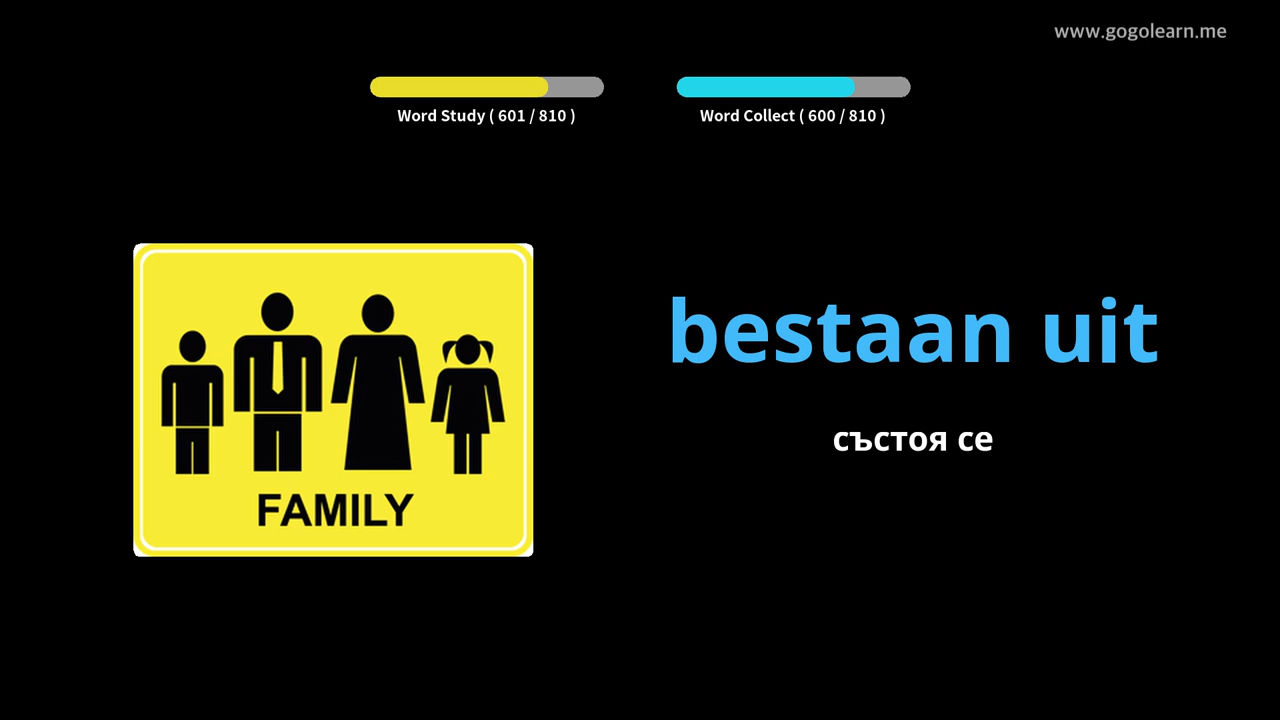 www.gogolearn.me
Word Study ( 601 / 810 )
Word Collect ( 600 / 810 )
FAMILY
bestaan uit
състоя се